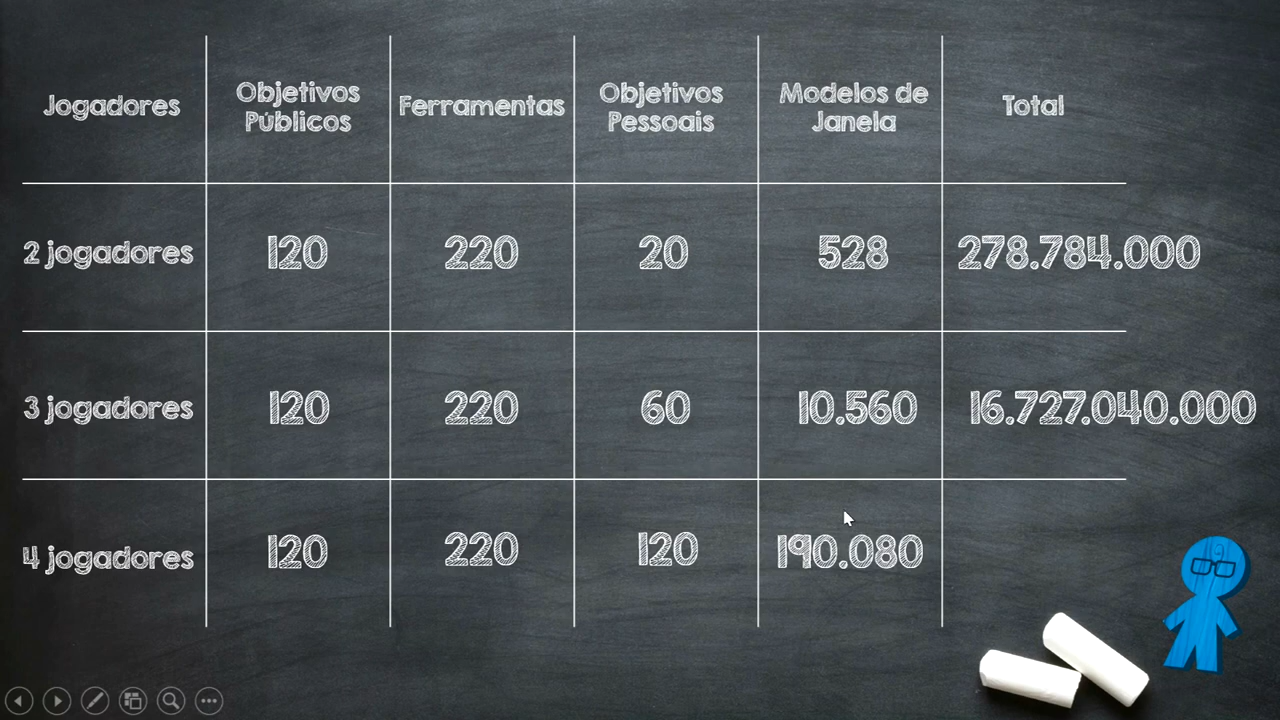 Jogadores
Objetivos
Públicos
Ferramentas
Objetivos
Pessoais
Modelos de
Janela
Total
2 jogadores
120
220
20
528
278.784.000
3 jogadores
120
220
60
10.560
16.727.040.000
4 jogadores
120
220
120
190.080